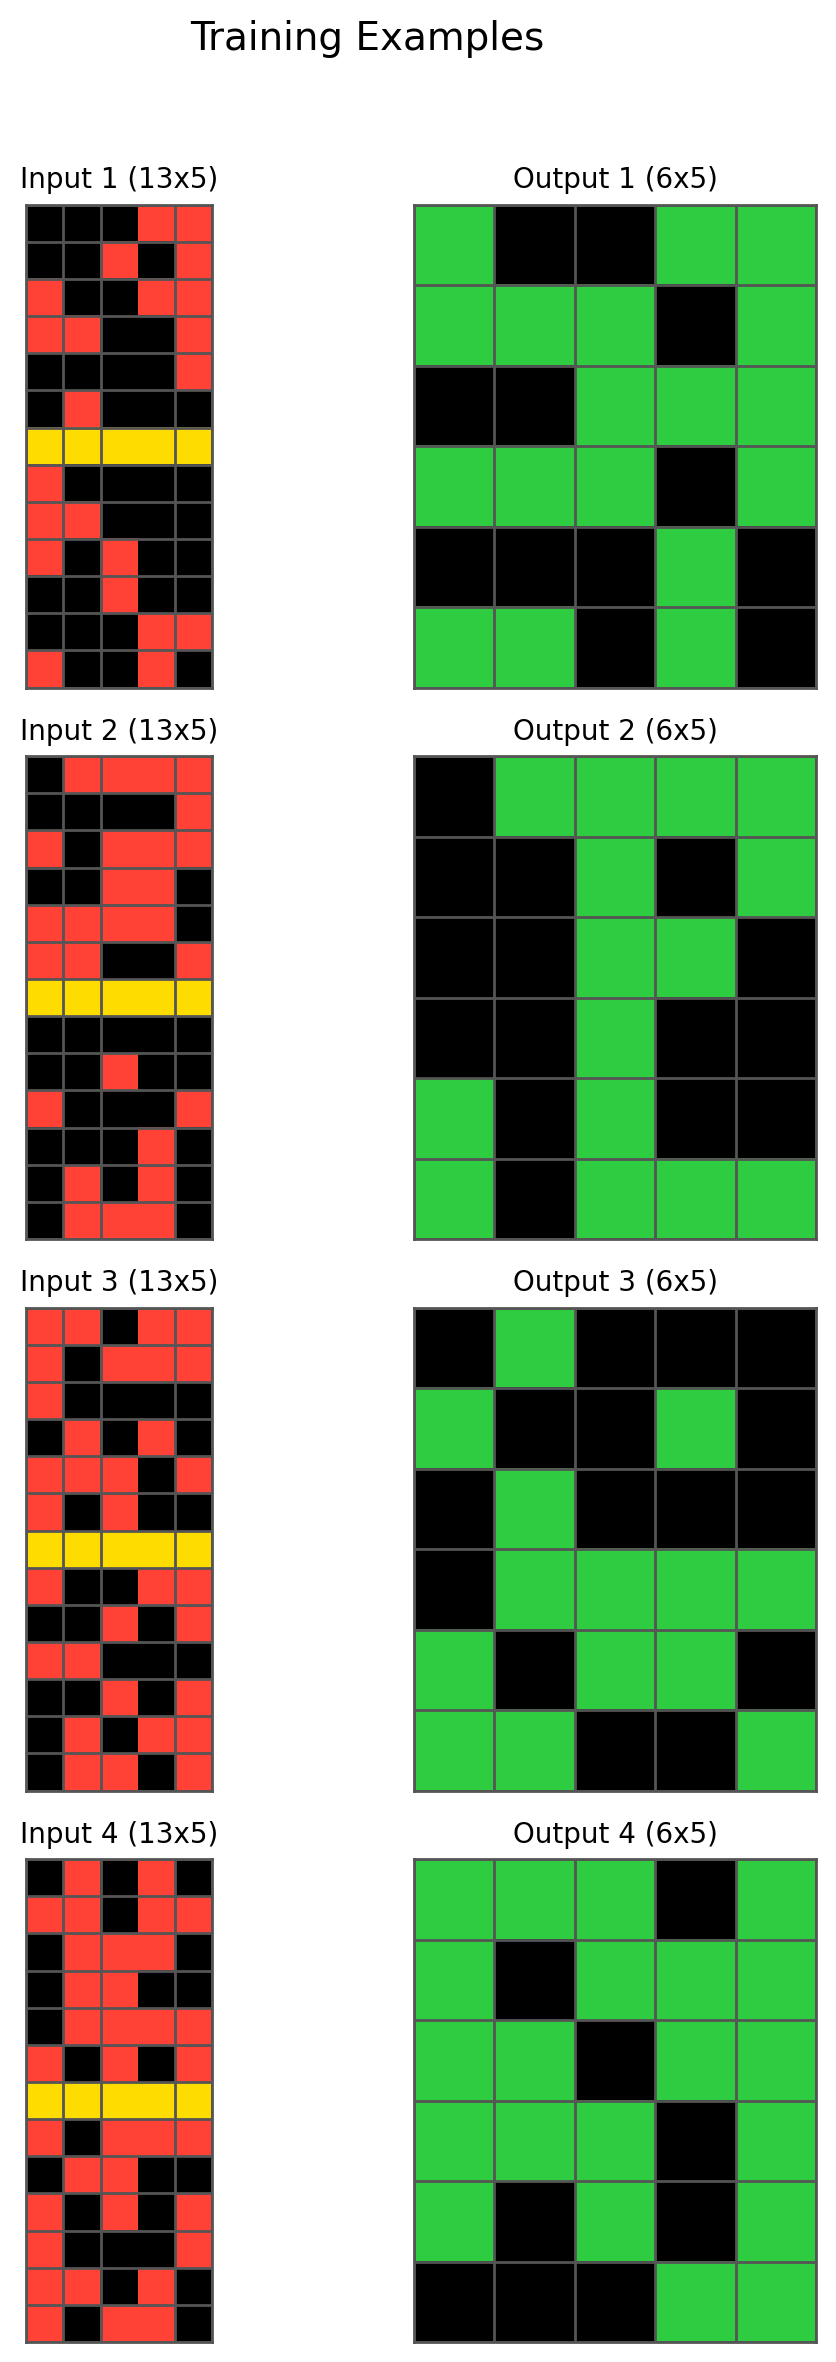 Training Examples
Input 1 (13x5)
Output 1 (6x5)
Input 2 (13x5)
Output 2 (6x5)
Input 3 (13x5)
Output 3 (6x5)
Input 4 (13x5)
Output 4 (6x5)